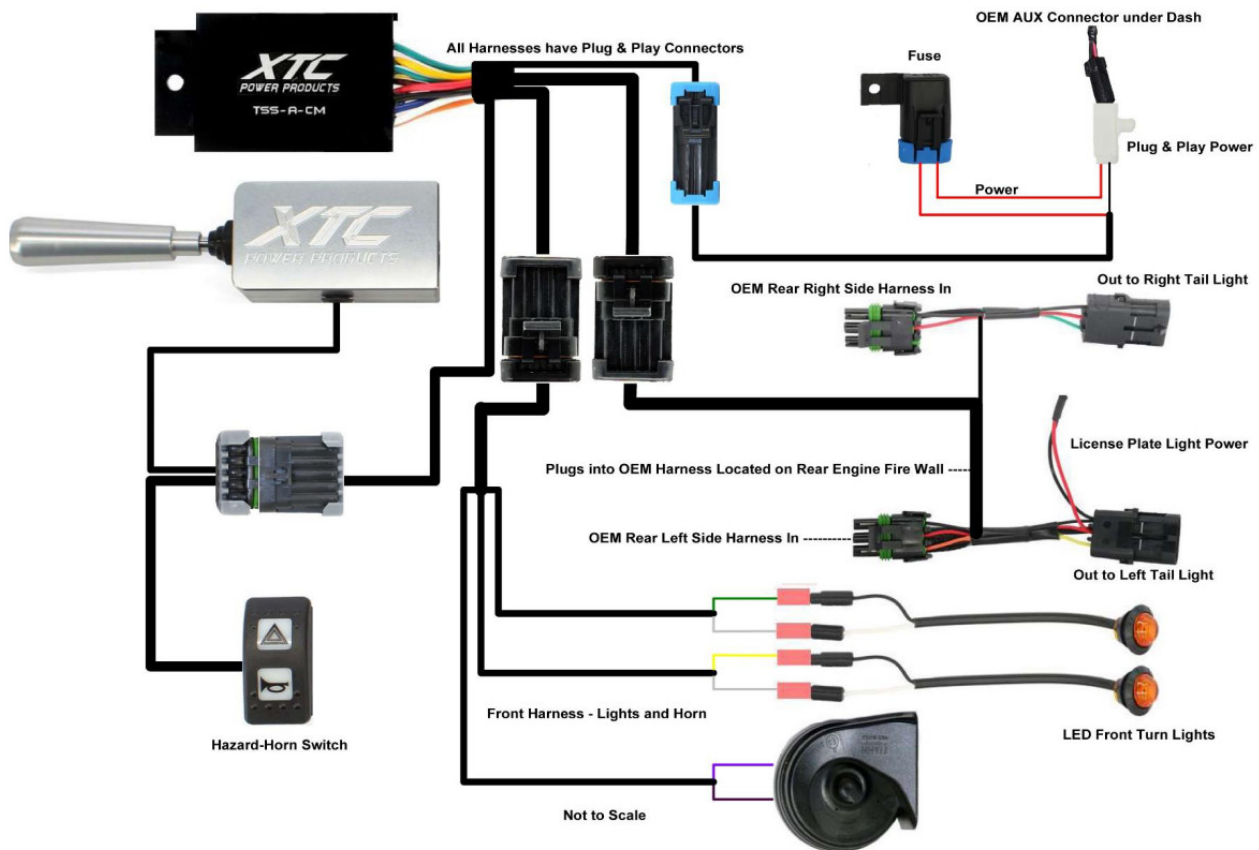 OEM AUX Connector under Dash
All Harnesses have Plug & Play Connectors
Fuse
XTC
POWER PRODUCTS
TSS-A-CM
Plug & Play Power
Power
XTC
POWER PRODUCTS
OEM Rear Right Side Harness In
Out to Right Tail Light
License Plate Light Power
Plugs into OEM Harness Located on Rear Engine Fire Wall -----
OEM Rear Left Side Harness In ----------
Out to Left Tail Light
Front Harness - Lights and Horn
LED Front Turn Lights
Hazard-Horn Switch
Not to Scale